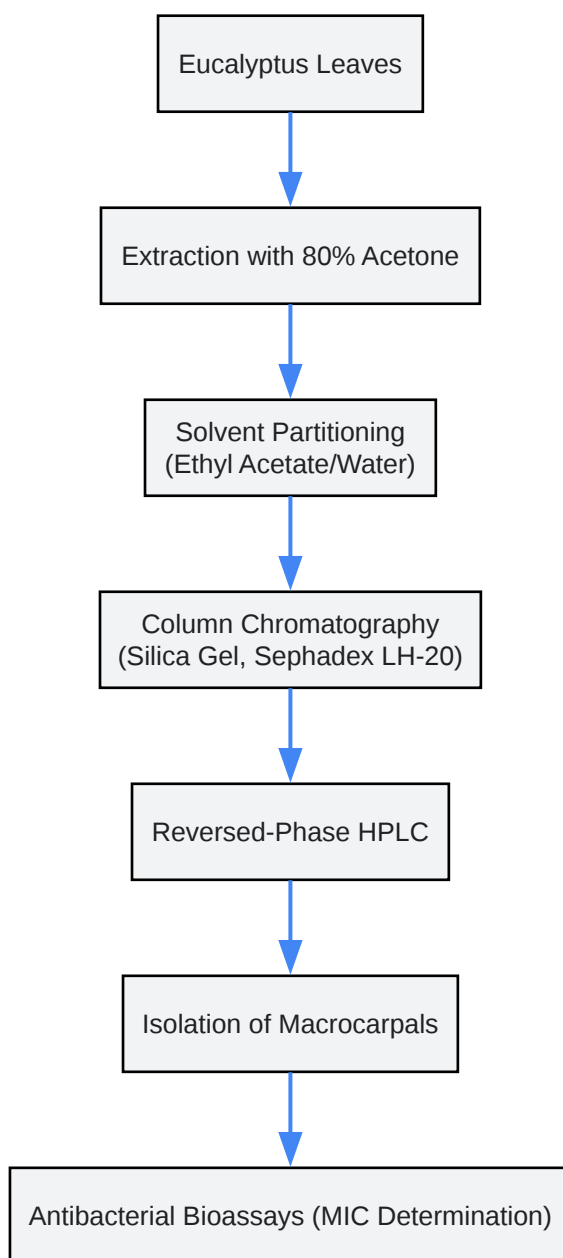 Eucalyptus Leaves
Extraction with 80% Acetone
Solvent Partitioning
(Ethyl Acetate/Water)
Column Chromatography
(Silica Gel, Sephadex LH-20)
Reversed-Phase HPLC
Isolation of Macrocarpals
Antibacterial Bioassays (MIC Determination)